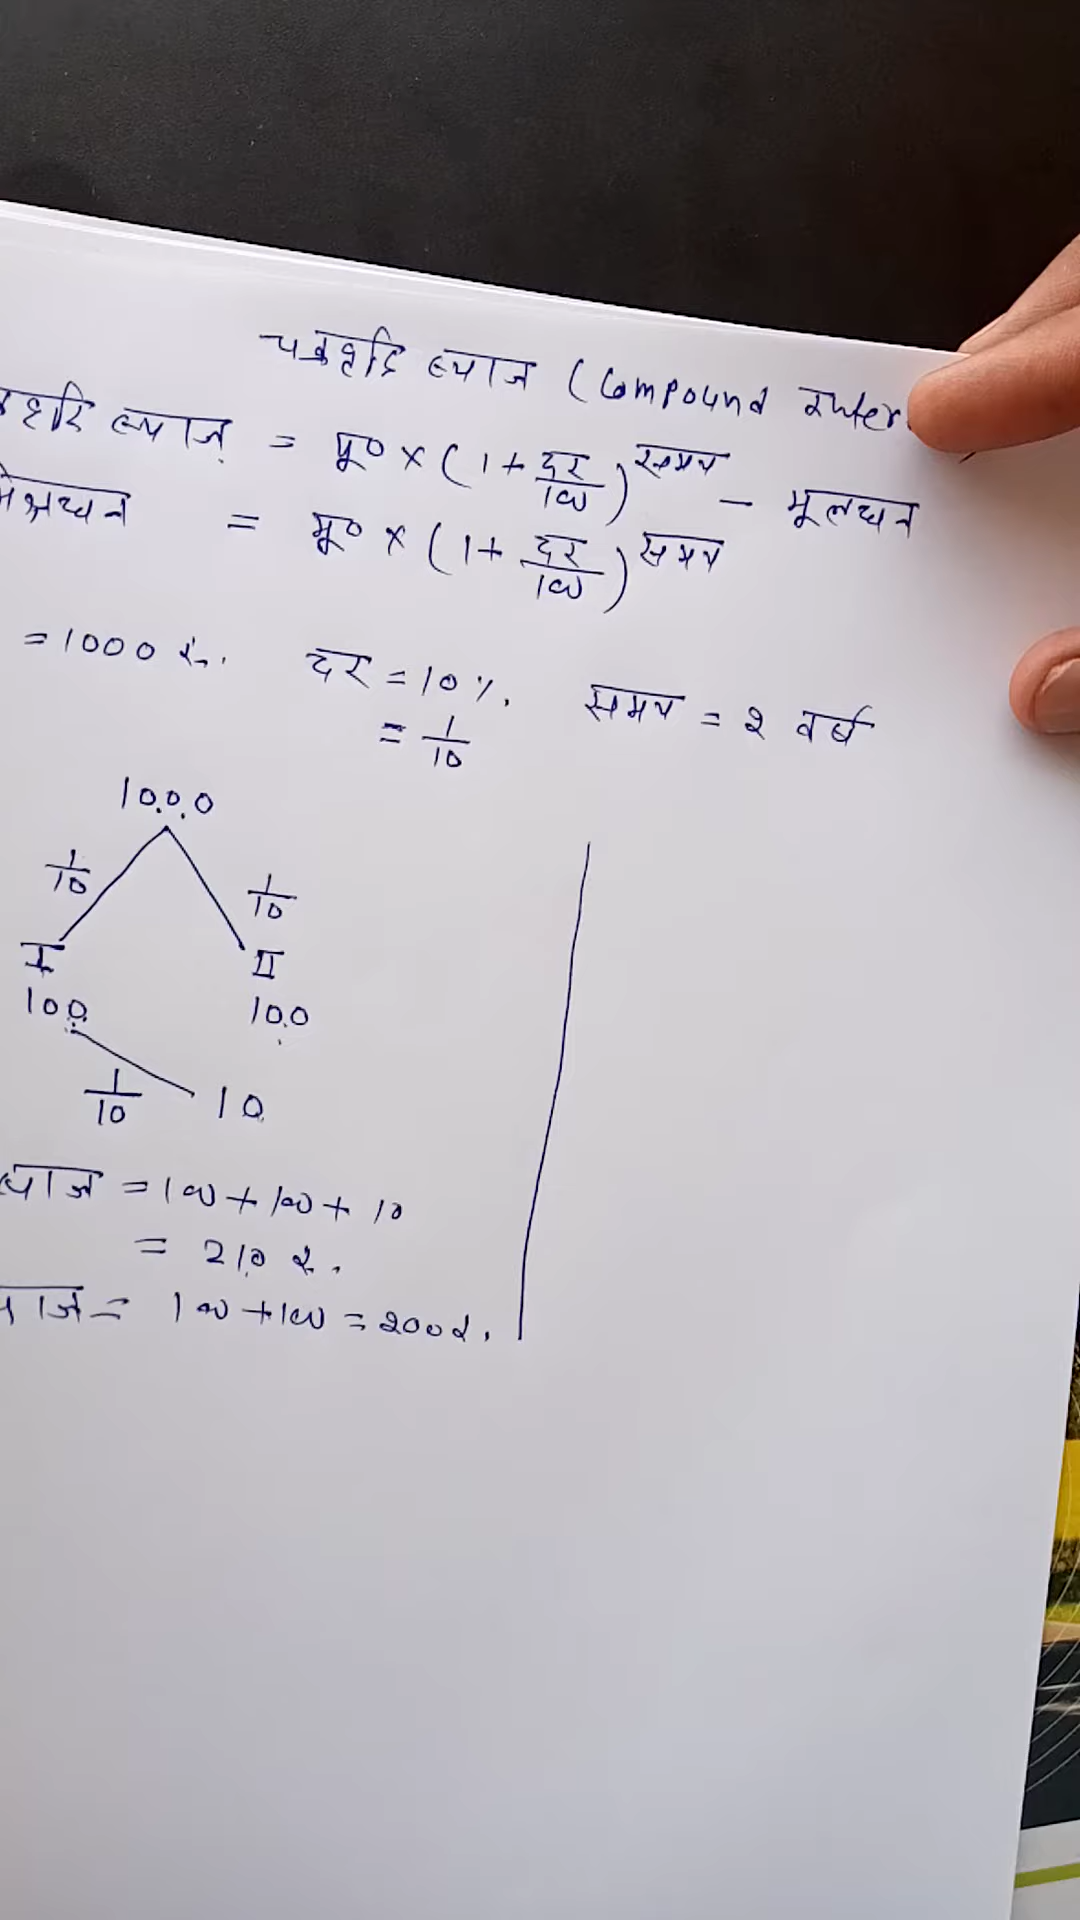 चक्रवृद्धि ब्याज (Compound Inter
ब्याज = मू० × (1 + दर/100)^समय - मूलधन
मिश्रधन = मू० × (1 + दर/100)^समय
= 1000 रु. दर = 10%. समय = २ वर्ष
= 1/10
1000
1/10 1/10
I II
100 100
1/10 10
ब्याज = 100 + 100 + 10
= 210 रु.
याज = 100 + 100 = २00 रु.